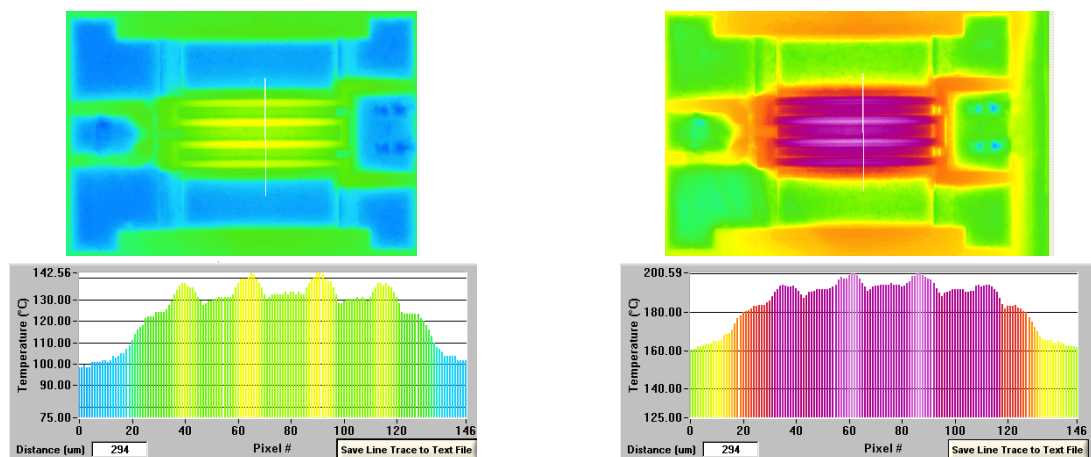 142.56
130.00
120.00
110.00
100.00
90.00
75.00
Temperature (°C)
0 20 40 60 80 100 120 146
Distance (um) 294 Pixel # Save Line Trace to Text File
200.59
180.00
160.00
140.00
125.00
Temperature (°C)
0 20 40 60 80 100 120 146
Distance (um) 294 Pixel # Save Line Trace to Text File